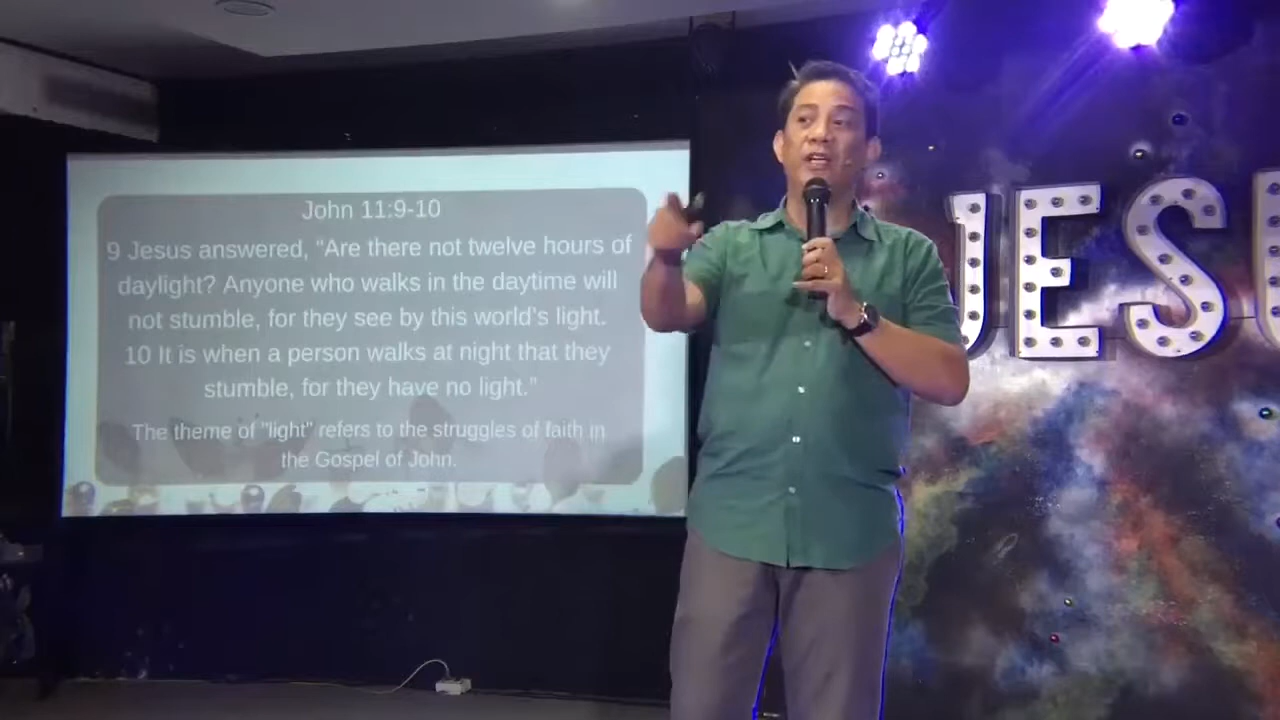 John 11:9-10
9 Jesus answered, "Are there not twelve hours of
daylight? Anyone who walks in the daytime will
not stumble, for they see by this world's light.
10 It is when a person walks at night that they
stumble, for they have no light."
The theme of "light" refers to the struggles of faith in
the Gospel of John.
JESU